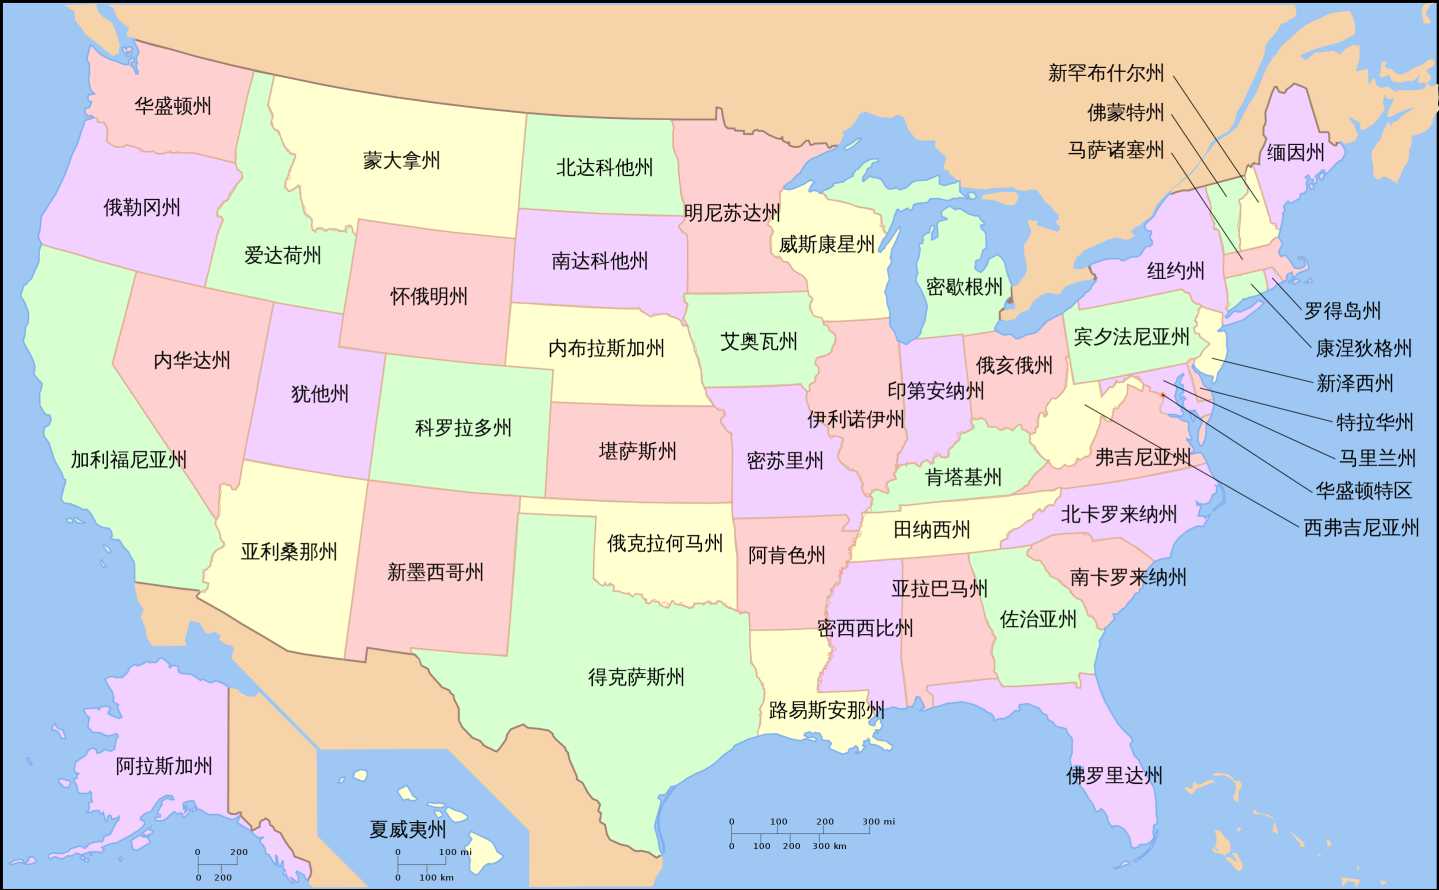 新罕布什尔州
华盛顿州
佛蒙特州
马萨诸塞州
缅因州
蒙大拿州
北达科他州
俄勒冈州
明尼苏达州
威斯康星州
爱达荷州
南达科他州
纽约州
密歇根州
怀俄明州
罗得岛州
宾夕法尼亚州
艾奥瓦州
内布拉斯加州
康涅狄格州
内华达州
俄亥俄州
新泽西州
犹他州
印第安纳州
伊利诺伊州
特拉华州
科罗拉多州
堪萨斯州
弗吉尼亚州
马里兰州
加利福尼亚州
密苏里州
肯塔基州
华盛顿特区
北卡罗来纳州
西弗吉尼亚州
田纳西州
俄克拉何马州
亚利桑那州
阿肯色州
新墨西哥州
南卡罗来纳州
亚拉巴马州
佐治亚州
密西西比州
得克萨斯州
路易斯安那州
阿拉斯加州
佛罗里达州
夏威夷州
0 100 200 300 mi
0 100 200 300 km
0 200
0 200
0 100 mi
0 100 km